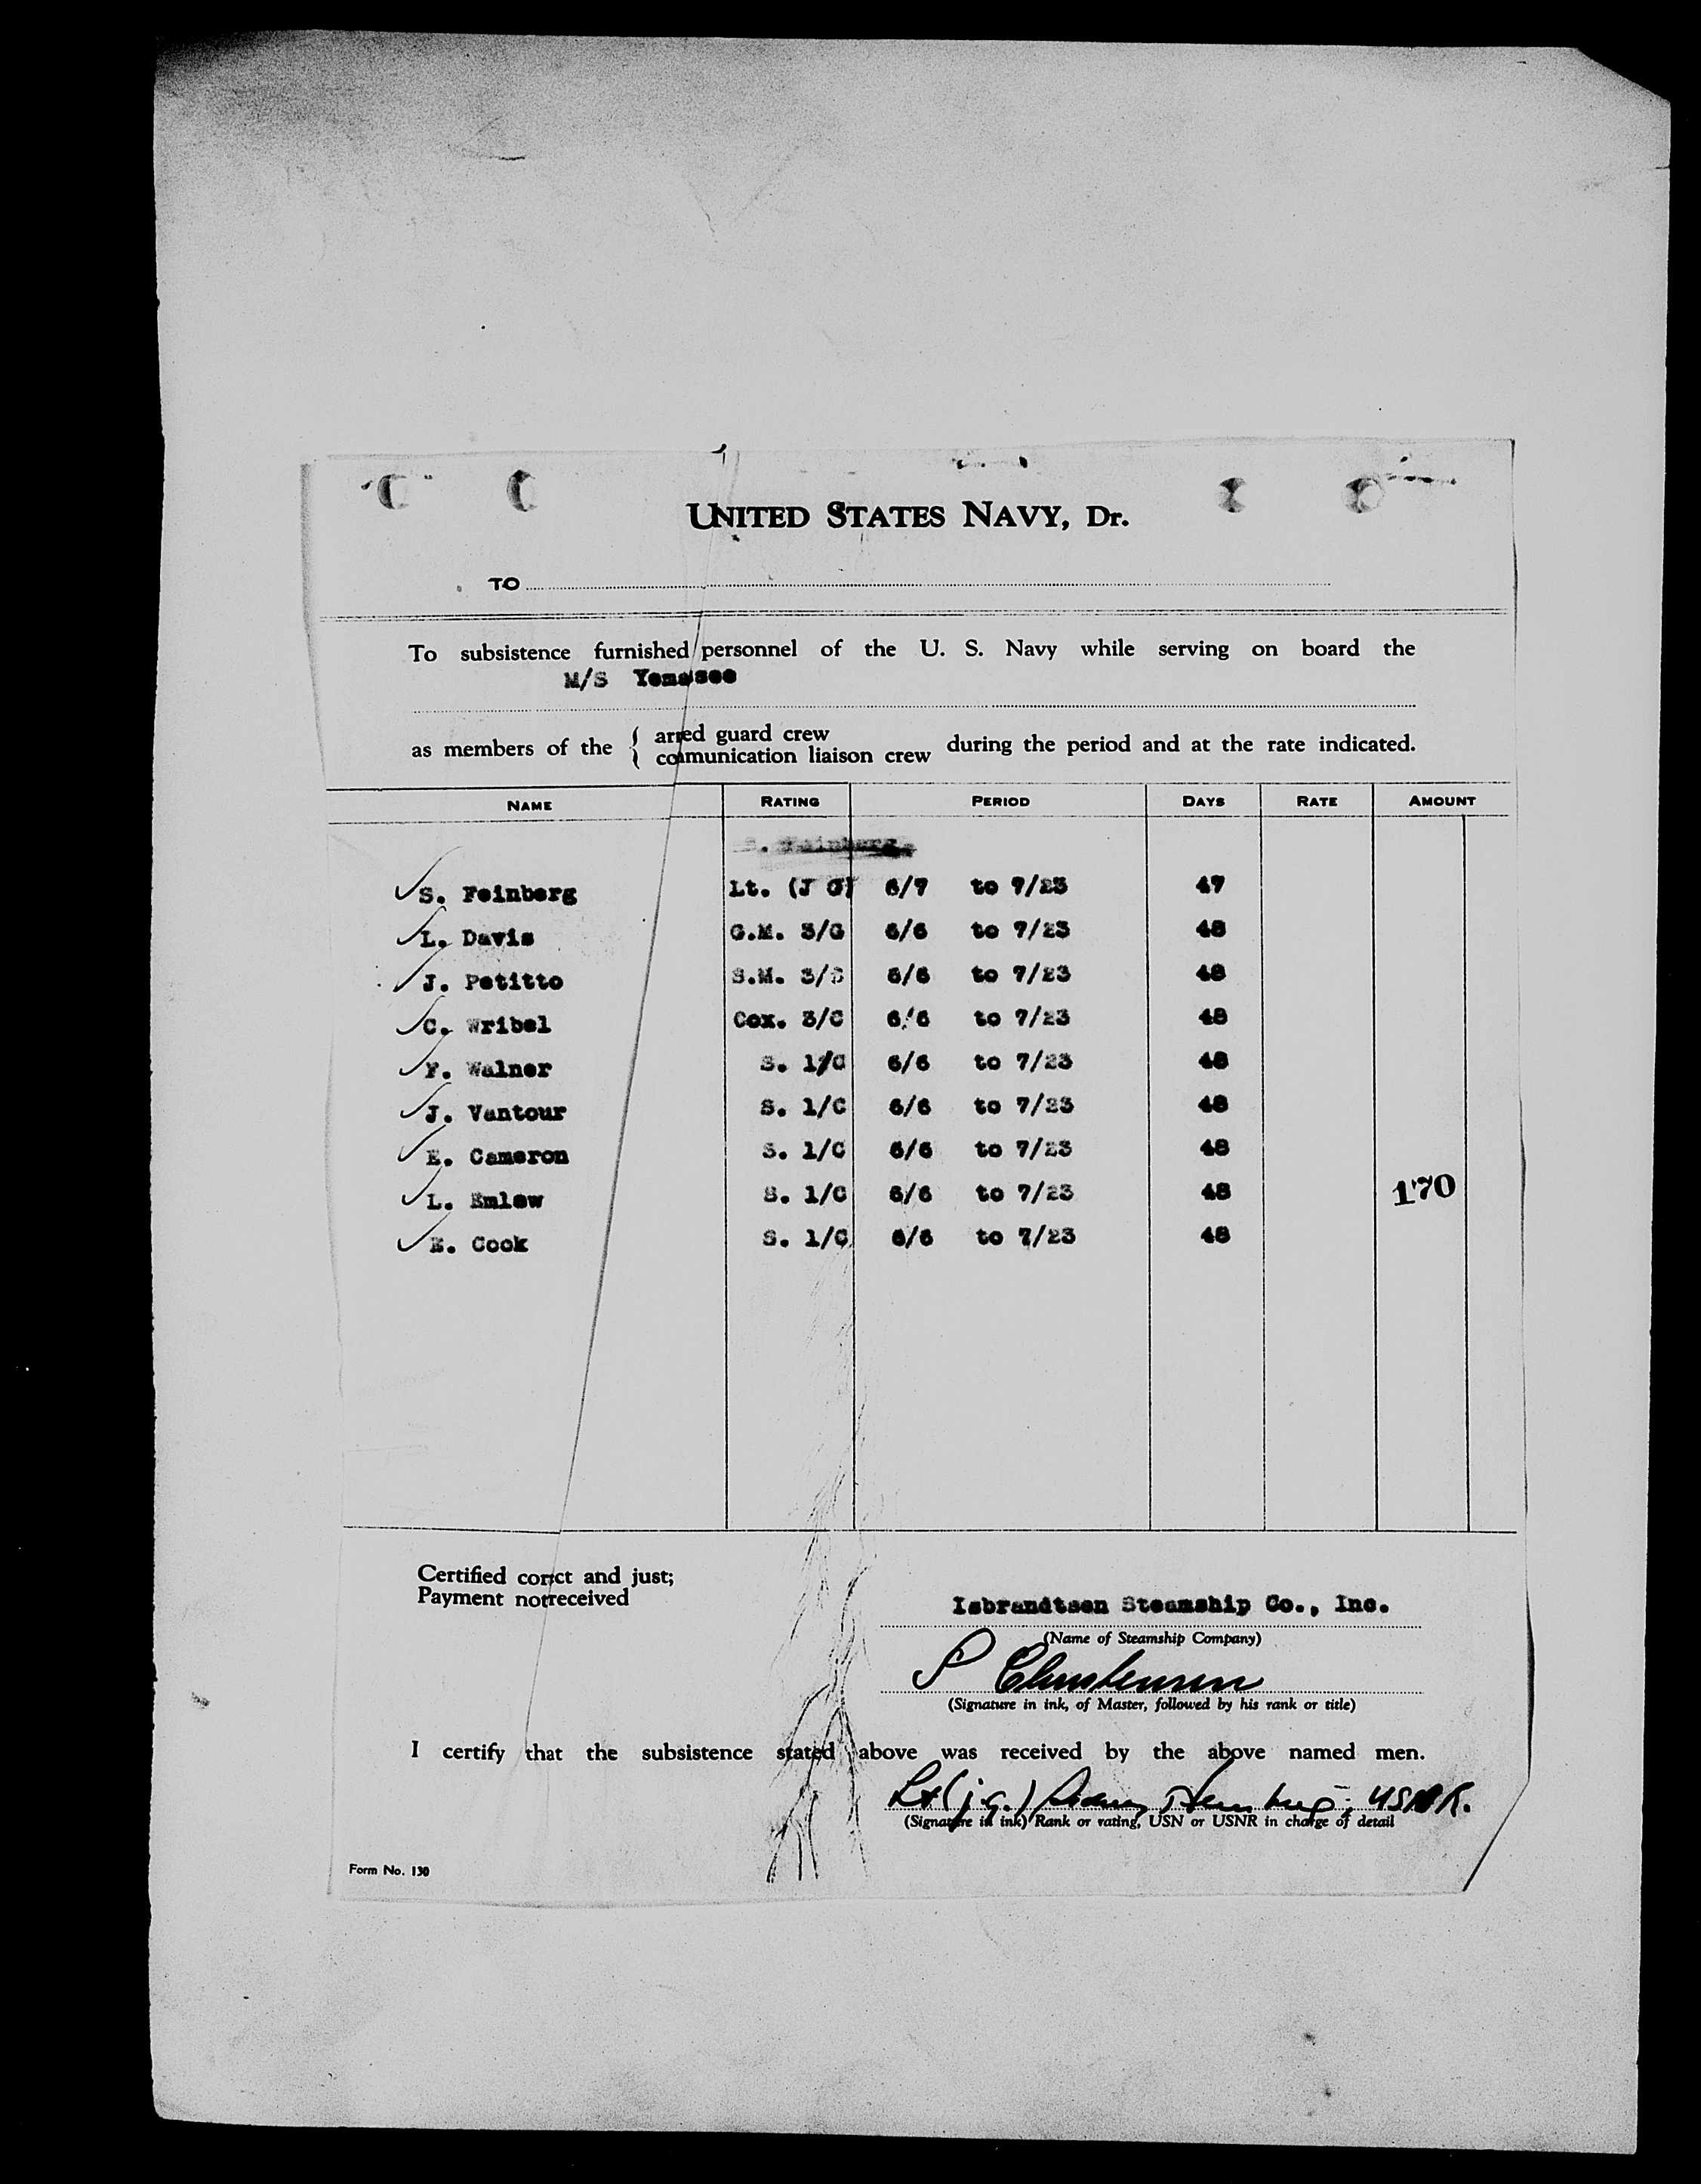 UNITED STATES NAVY, Dr.
TO
To subsistence furnished personnel of the U. S. Navy while serving on board the
M/S Yemassee
as members of the { arred guard crew
communication liaison crew during the period and at the rate indicated.
NAME RATING PERIOD DAYS RATE AMOUNT
S. Feinberg Lt. (J G) 6/7 to 7/23 47
L. Davis G.M. 3/C 6/6 to 7/23 48
J. Petitto S.M. 3/C 6/6 to 7/23 48
C. Wribel Cox. 3/C 6/6 to 7/23 48
F. Walner S. 1/C 6/6 to 7/23 48
J. Vantour S. 1/C 6/6 to 7/23 48
E. Cameron S. 1/C 6/6 to 7/23 48
L. Emlew S. 1/C 6/6 to 7/23 48 170
E. Cook S. 1/C 6/6 to 7/23 48
Certified corrct and just;
Payment not received
Isbrandtsen Steamship Co., Inc.
(Name of Steamship Company)
S Christensen
(Signature in ink, of Master, followed by his rank or title)
I certify that the subsistence stated above was received by the above named men.
Lt (j.g.) Sidney Feinberg, USNR.
(Signature in ink) Rank or rating, USN or USNR in charge of detail
Form No. 130